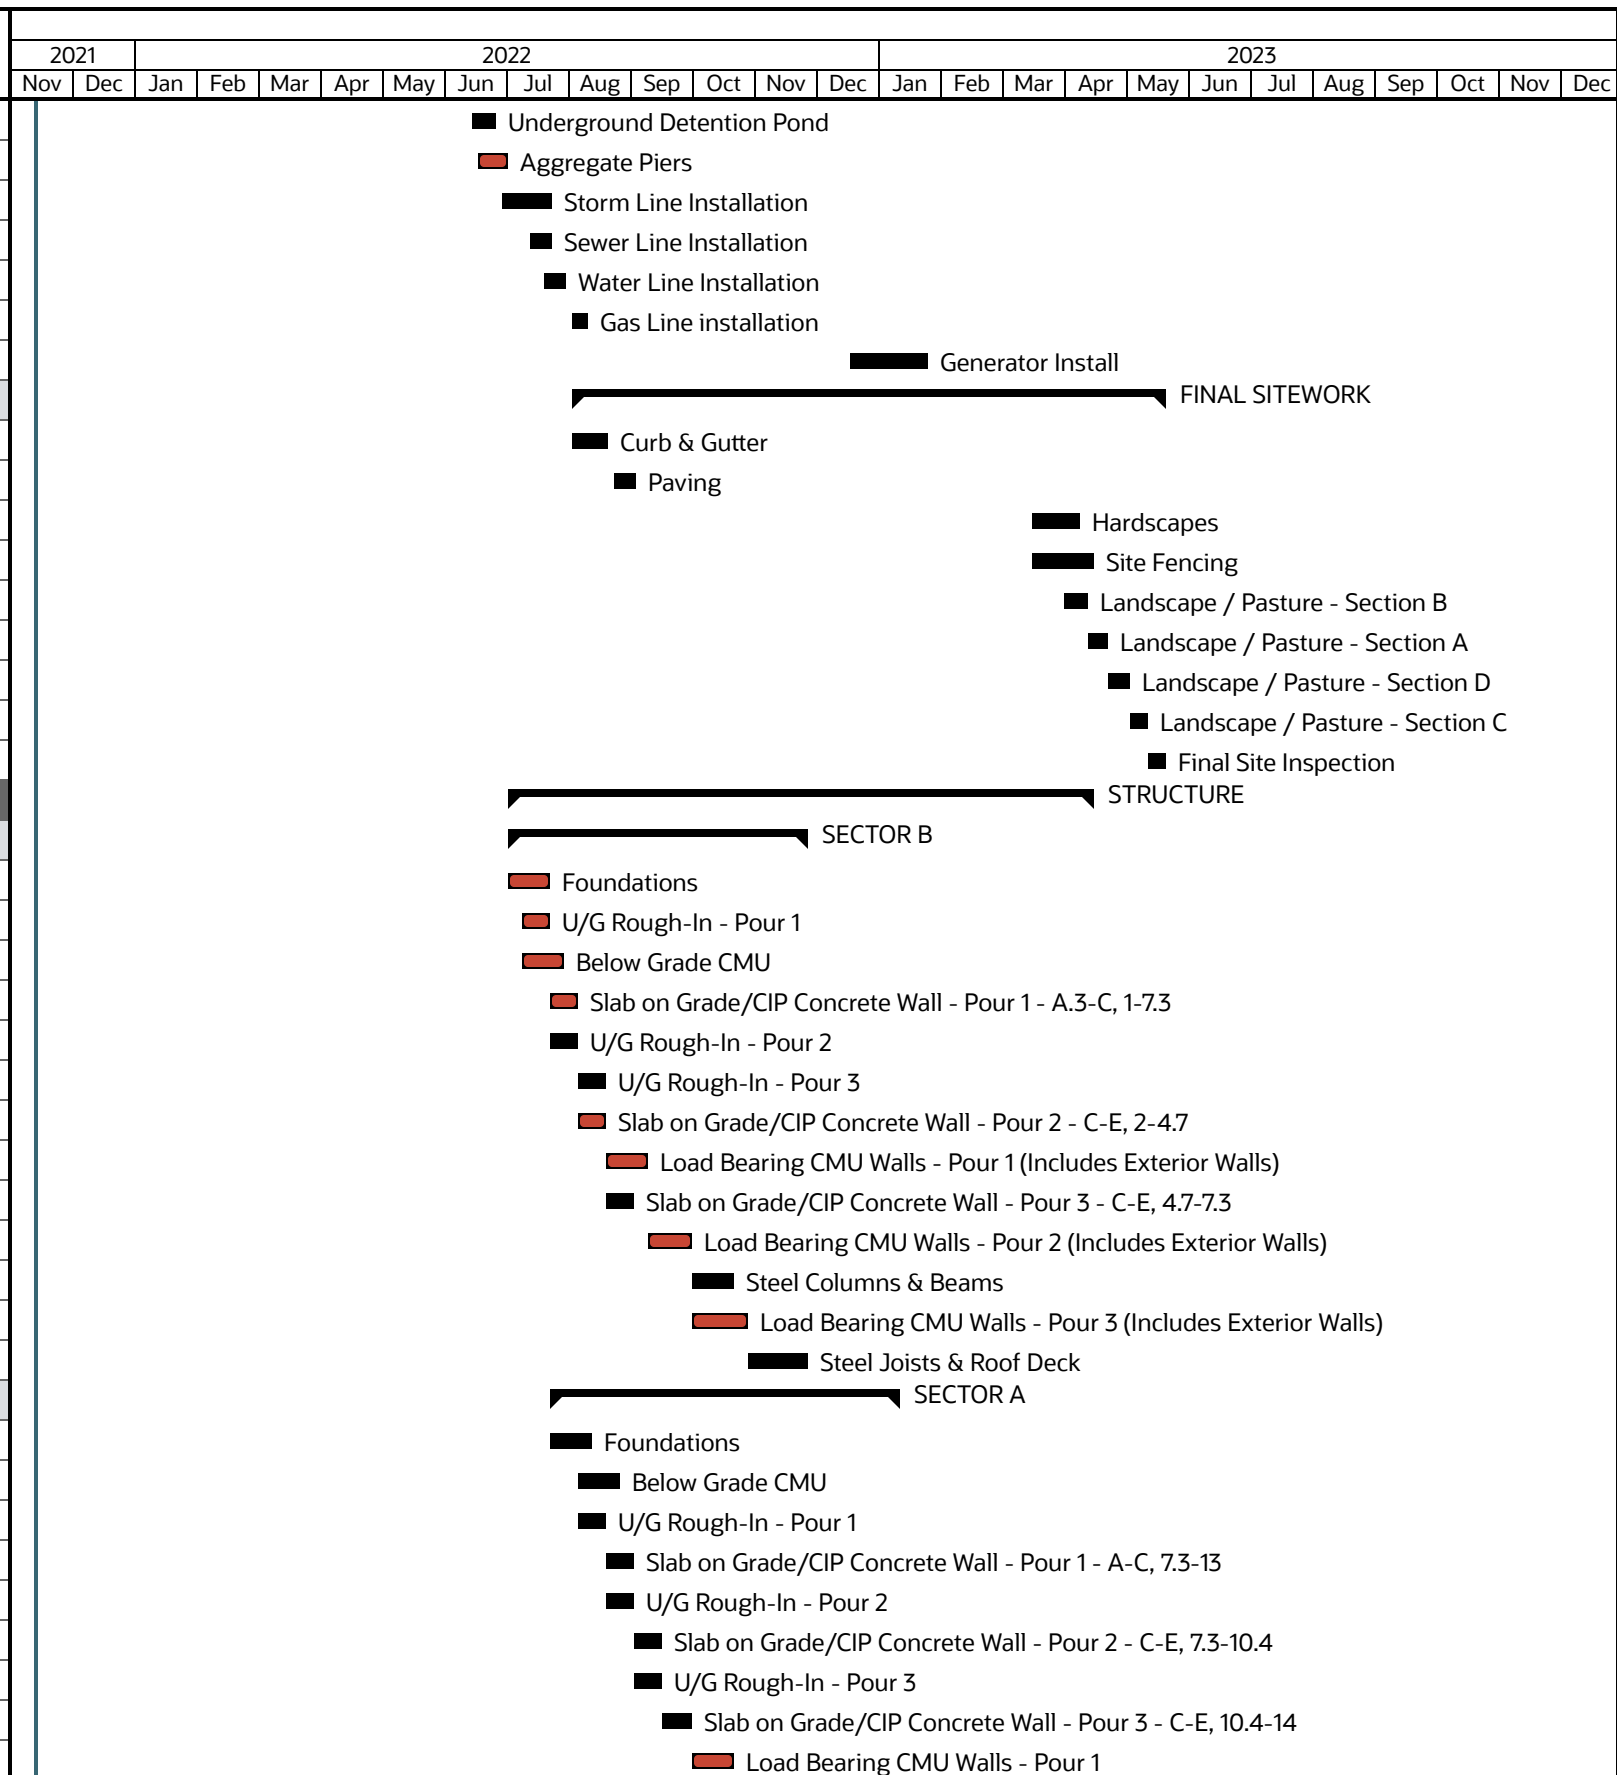 2021 2022 2023
Nov Dec Jan Feb Mar Apr May Jun Jul Aug Sep Oct Nov Dec Jan Feb Mar Apr May Jun Jul Aug Sep Oct Nov Dec
Underground Detention Pond
Aggregate Piers
Storm Line Installation
Sewer Line Installation
Water Line Installation
Gas Line installation
Generator Install
FINAL SITEWORK
Curb & Gutter
Paving
Hardscapes
Site Fencing
Landscape / Pasture - Section B
Landscape / Pasture - Section A
Landscape / Pasture - Section D
Landscape / Pasture - Section C
Final Site Inspection
STRUCTURE
SECTOR B
Foundations
U/G Rough-In - Pour 1
Below Grade CMU
Slab on Grade/CIP Concrete Wall - Pour 1 - A.3-C, 1-7.3
U/G Rough-In - Pour 2
U/G Rough-In - Pour 3
Slab on Grade/CIP Concrete Wall - Pour 2 - C-E, 2-4.7
Load Bearing CMU Walls - Pour 1 (Includes Exterior Walls)
Slab on Grade/CIP Concrete Wall - Pour 3 - C-E, 4.7-7.3
Load Bearing CMU Walls - Pour 2 (Includes Exterior Walls)
Steel Columns & Beams
Load Bearing CMU Walls - Pour 3 (Includes Exterior Walls)
Steel Joists & Roof Deck
SECTOR A
Foundations
Below Grade CMU
U/G Rough-In - Pour 1
Slab on Grade/CIP Concrete Wall - Pour 1 - A-C, 7.3-13
U/G Rough-In - Pour 2
Slab on Grade/CIP Concrete Wall - Pour 2 - C-E, 7.3-10.4
U/G Rough-In - Pour 3
Slab on Grade/CIP Concrete Wall - Pour 3 - C-E, 10.4-14
Load Bearing CMU Walls - Pour 1